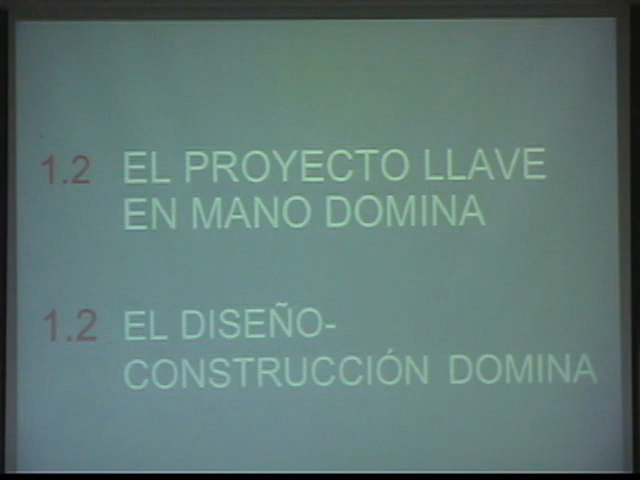 1.2 EL PROYECTO LLAVE
EN MANO DOMINA
1.2 EL DISEÑO-
CONSTRUCCIÓN DOMINA